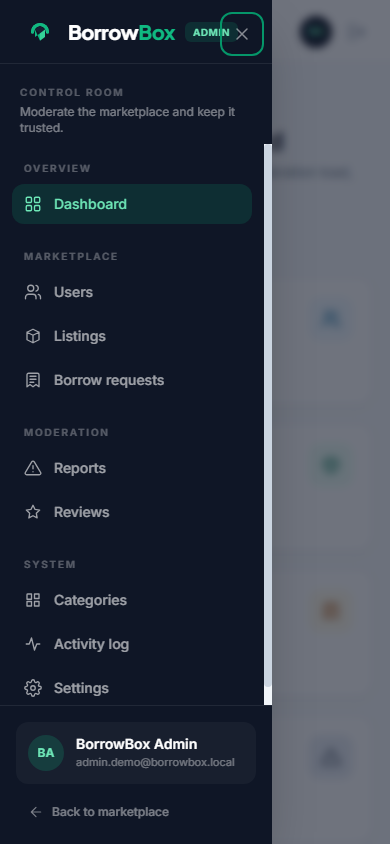 BorrowBox ADMIN
CONTROL ROOM
Moderate the marketplace and keep it
trusted.
OVERVIEW
Dashboard
MARKETPLACE
Users
Listings
Borrow requests
MODERATION
Reports
Reviews
SYSTEM
Categories
Activity log
Settings
BA
BorrowBox Admin
admin.demo@borrowbox.local
Back to marketplace